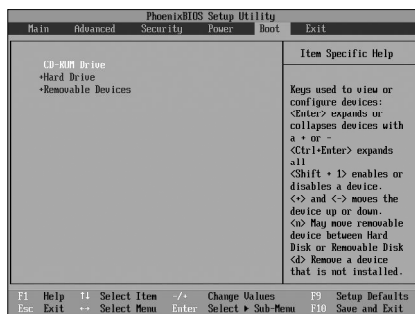 PhoenixBIOS Setup Utility
Main Advanced Security Power Boot Exit
CD-ROM Drive
+Hard Drive
+Removable Devices
Item Specific Help
Keys used to view or
configure devices:
<Enter> expands or
collapses devices with
a + or -
<Ctrl+Enter> expands
all
<Shift + 1> enables or
disables a device.
<+> and <-> moves the
device up or down.
<n> May move removable
device between Hard
Disk or Removable Disk
<d> Remove a device
that is not installed.
F1 Help ↑↓ Select Item -/+ Change Values F9 Setup Defaults
Esc Exit ↔ Select Menu Enter Select ▶ Sub-Menu F10 Save and Exit